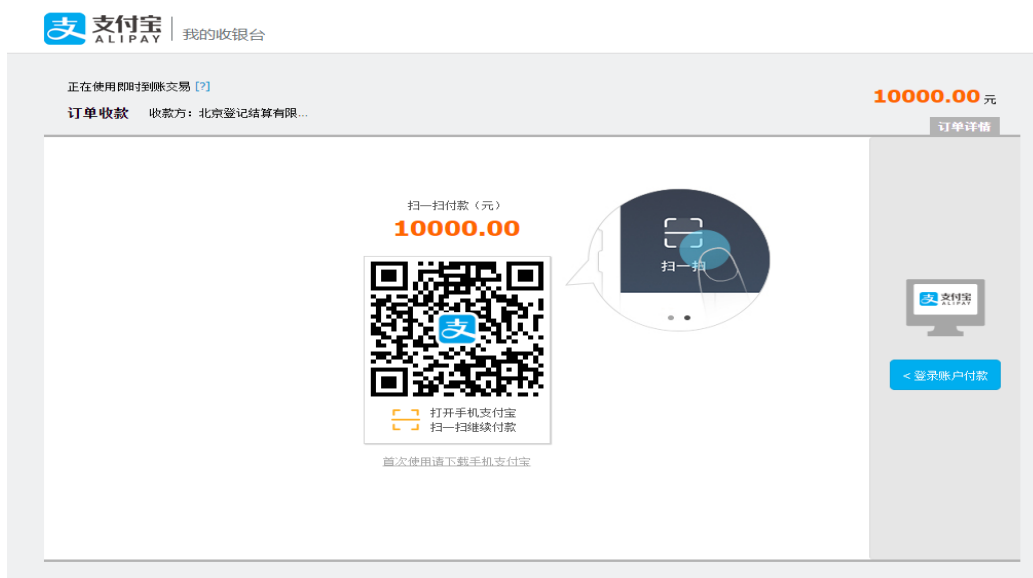 支付宝
ALIPAY
我的收银台
正在使用即时到账交易 [?]
订单收款 收款方：北京登记结算有限...
10000.00 元
订单详情
扫一扫付款（元）
10000.00
扫一扫
支
打开手机支付宝
扫一扫继续付款
首次使用请下载手机支付宝
支 支付宝
ALIPAY
<登录账户付款